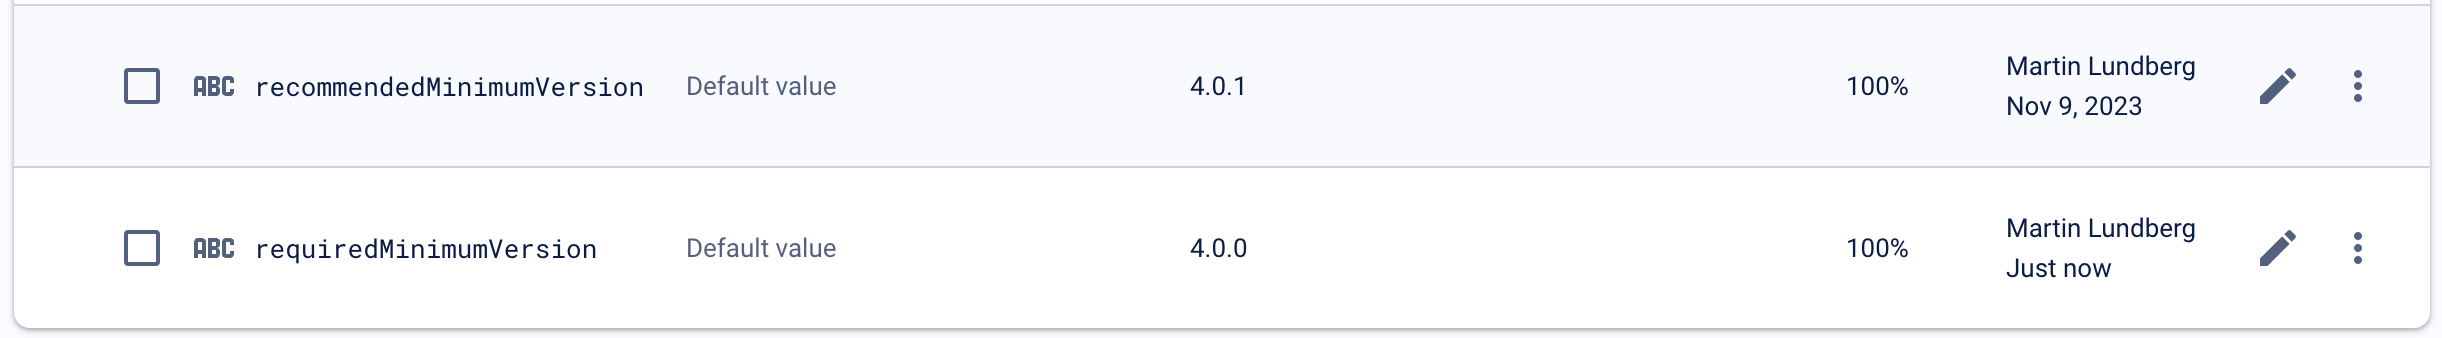 ABC recommendedMinimumVersion Default value 4.0.1 100% Martin Lundberg
Nov 9, 2023
ABC requiredMinimumVersion Default value 4.0.0 100% Martin Lundberg
Just now